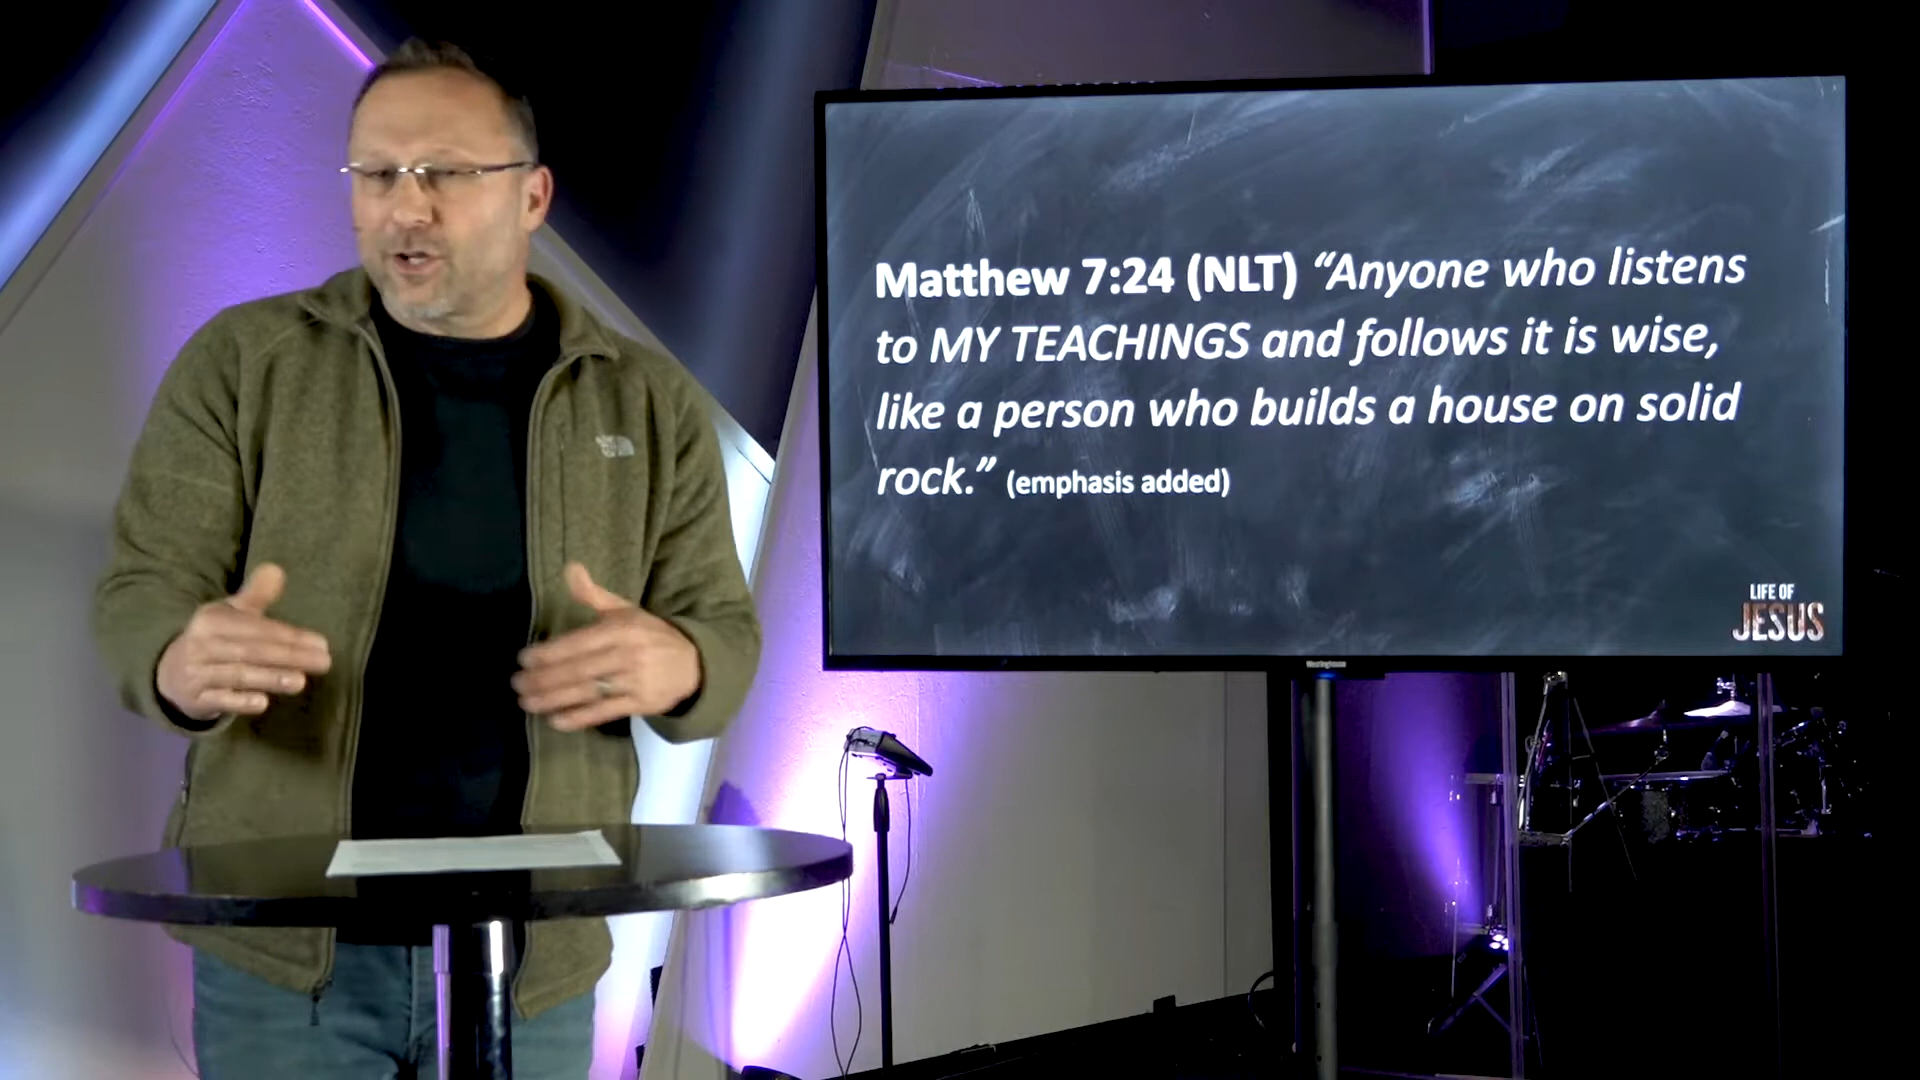 Matthew 7:24 (NLT) “Anyone who listens
to MY TEACHINGS and follows it is wise,
like a person who builds a house on solid
rock.” (emphasis added)
LIFE OF
JESUS
Westinghouse